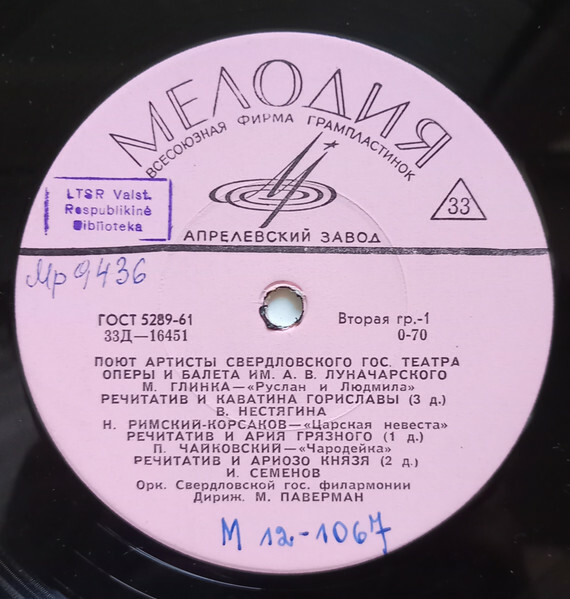 МЕЛОДИЯ
ВСЕСОЮЗНАЯ ФИРМА ГРАМПЛАСТИНОК
LTSR Valst.
Respublikinė
Biblioteka
33
АПРЕЛЕВСКИЙ ЗАВОД
Мр 9436
ГОСТ 5289-61
Вторая гр.-1
33Д—16451
0-70
ПОЮТ АРТИСТЫ СВЕРДЛОВСКОГО ГОС. ТЕАТРА
ОПЕРЫ И БАЛЕТА ИМ. А. В. ЛУНАЧАРСКОГО
М. ГЛИНКА—«Руслан и Людмила»
РЕЧИТАТИВ И КАВАТИНА ГОРИСЛАВЫ (3 д.)
В. НЕСТЯГИНА
Н. РИМСКИЙ-КОРСАКОВ—«Царская невеста»
РЕЧИТАТИВ И АРИЯ ГРЯЗНОГО (1 д.)
П. ЧАЙКОВСКИЙ—«Чародейка»
РЕЧИТАТИВ И АРИОЗО КНЯЗЯ (2 д.)
И. СЕМЕНОВ
Орк. Свердловской гос. филармонии
Дириж. М. ПАВЕРМАН
М 12-1067